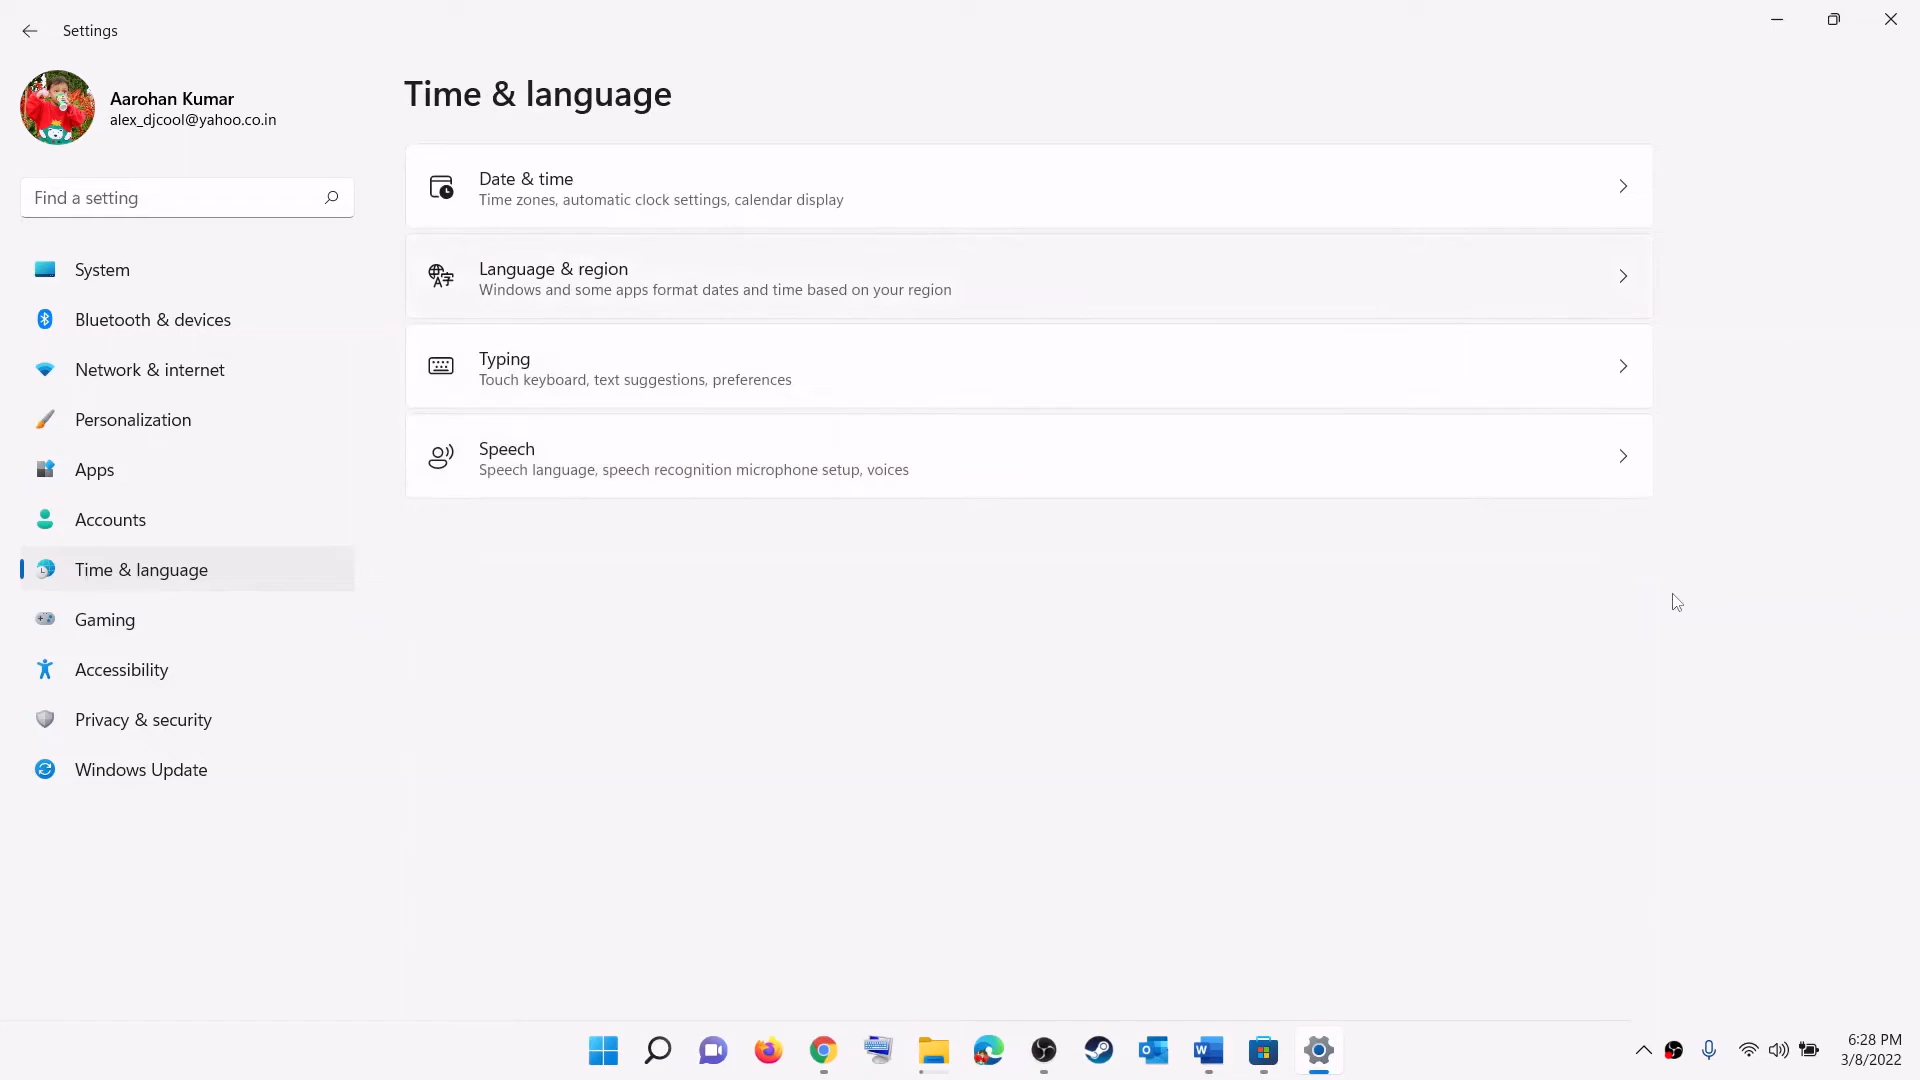 Settings
Aarohan Kumar
alex_djcool@yahoo.co.in
Find a setting
System
Bluetooth & devices
Network & internet
Personalization
Apps
Accounts
Time & language
Gaming
Accessibility
Privacy & security
Windows Update
Time & language
Date & time
Time zones, automatic clock settings, calendar display
Language & region
Windows and some apps format dates and time based on your region
Typing
Touch keyboard, text suggestions, preferences
Speech
Speech language, speech recognition microphone setup, voices
6:28 PM
3/8/2022